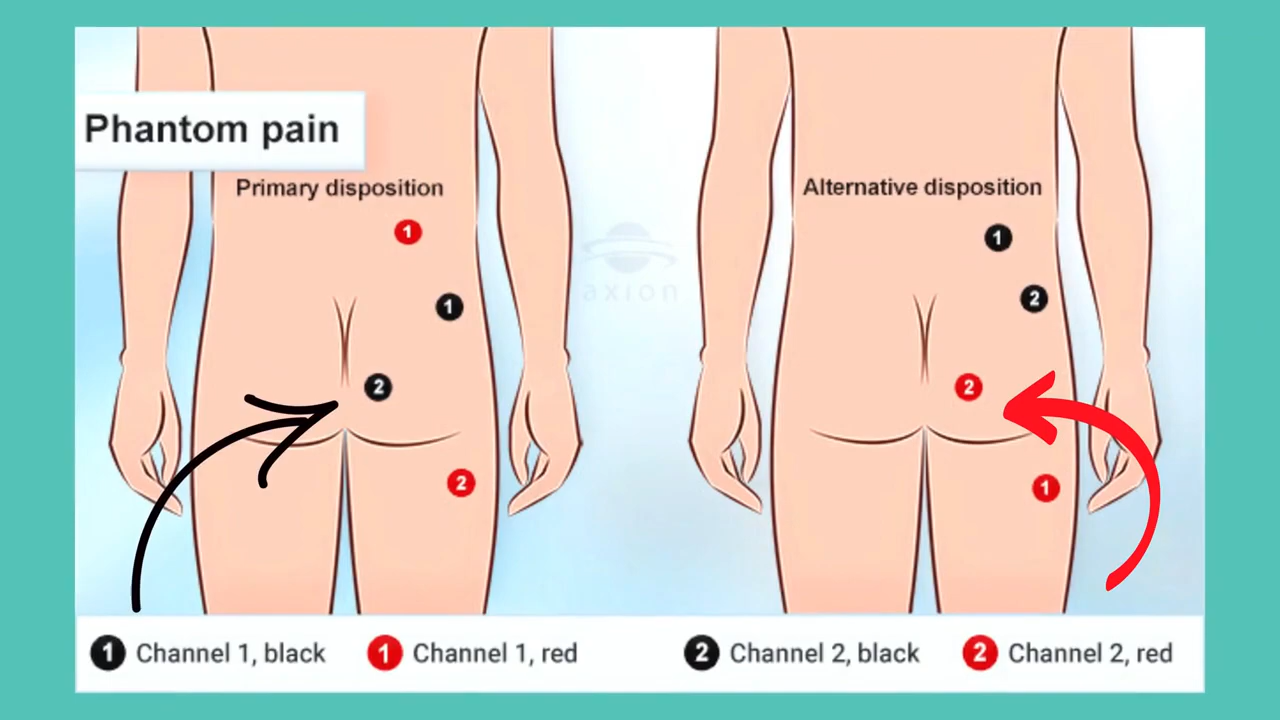 Phantom pain
Primary disposition
Alternative disposition
1
1
1
2
axion
2
2
2
1
1 Channel 1, black
1 Channel 1, red
2 Channel 2, black
2 Channel 2, red